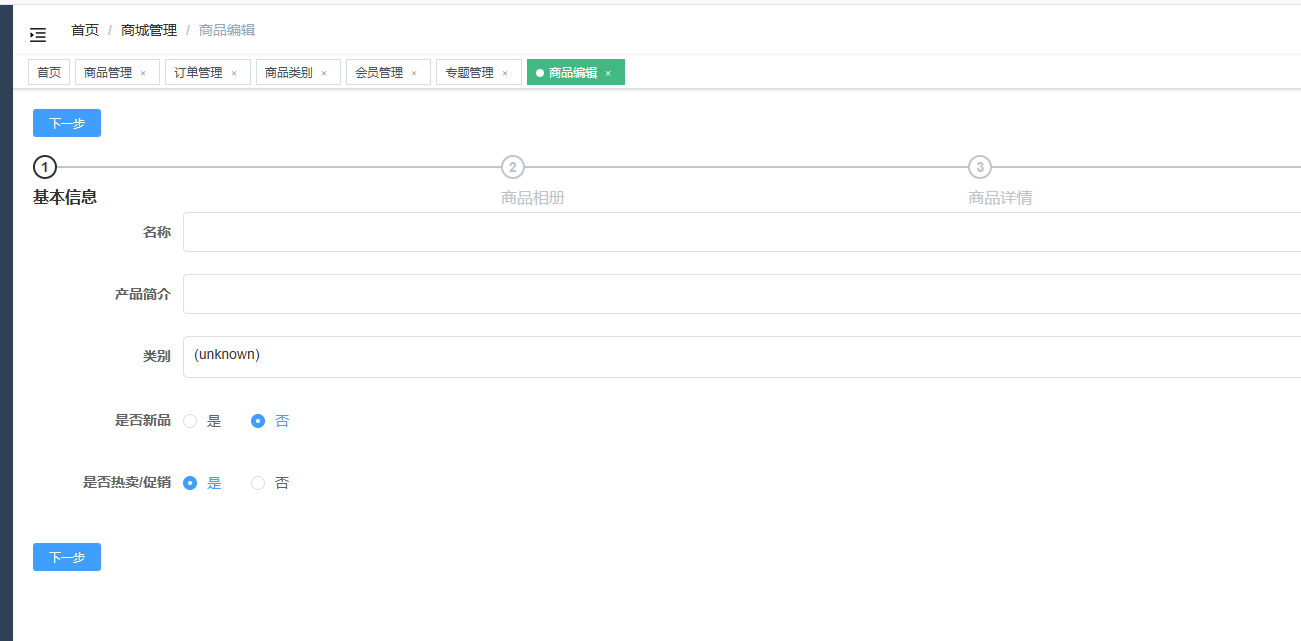 首页 / 商城管理 / 商品编辑
首页 商品管理 × 订单管理 × 商品类别 × 会员管理 × 专题管理 × 商品编辑 ×
下一步
1 2 3
基本信息 商品相册 商品详情
名称
产品简介
类别 (unknown)
是否新品 是 否
是否热卖/促销 是 否
下一步